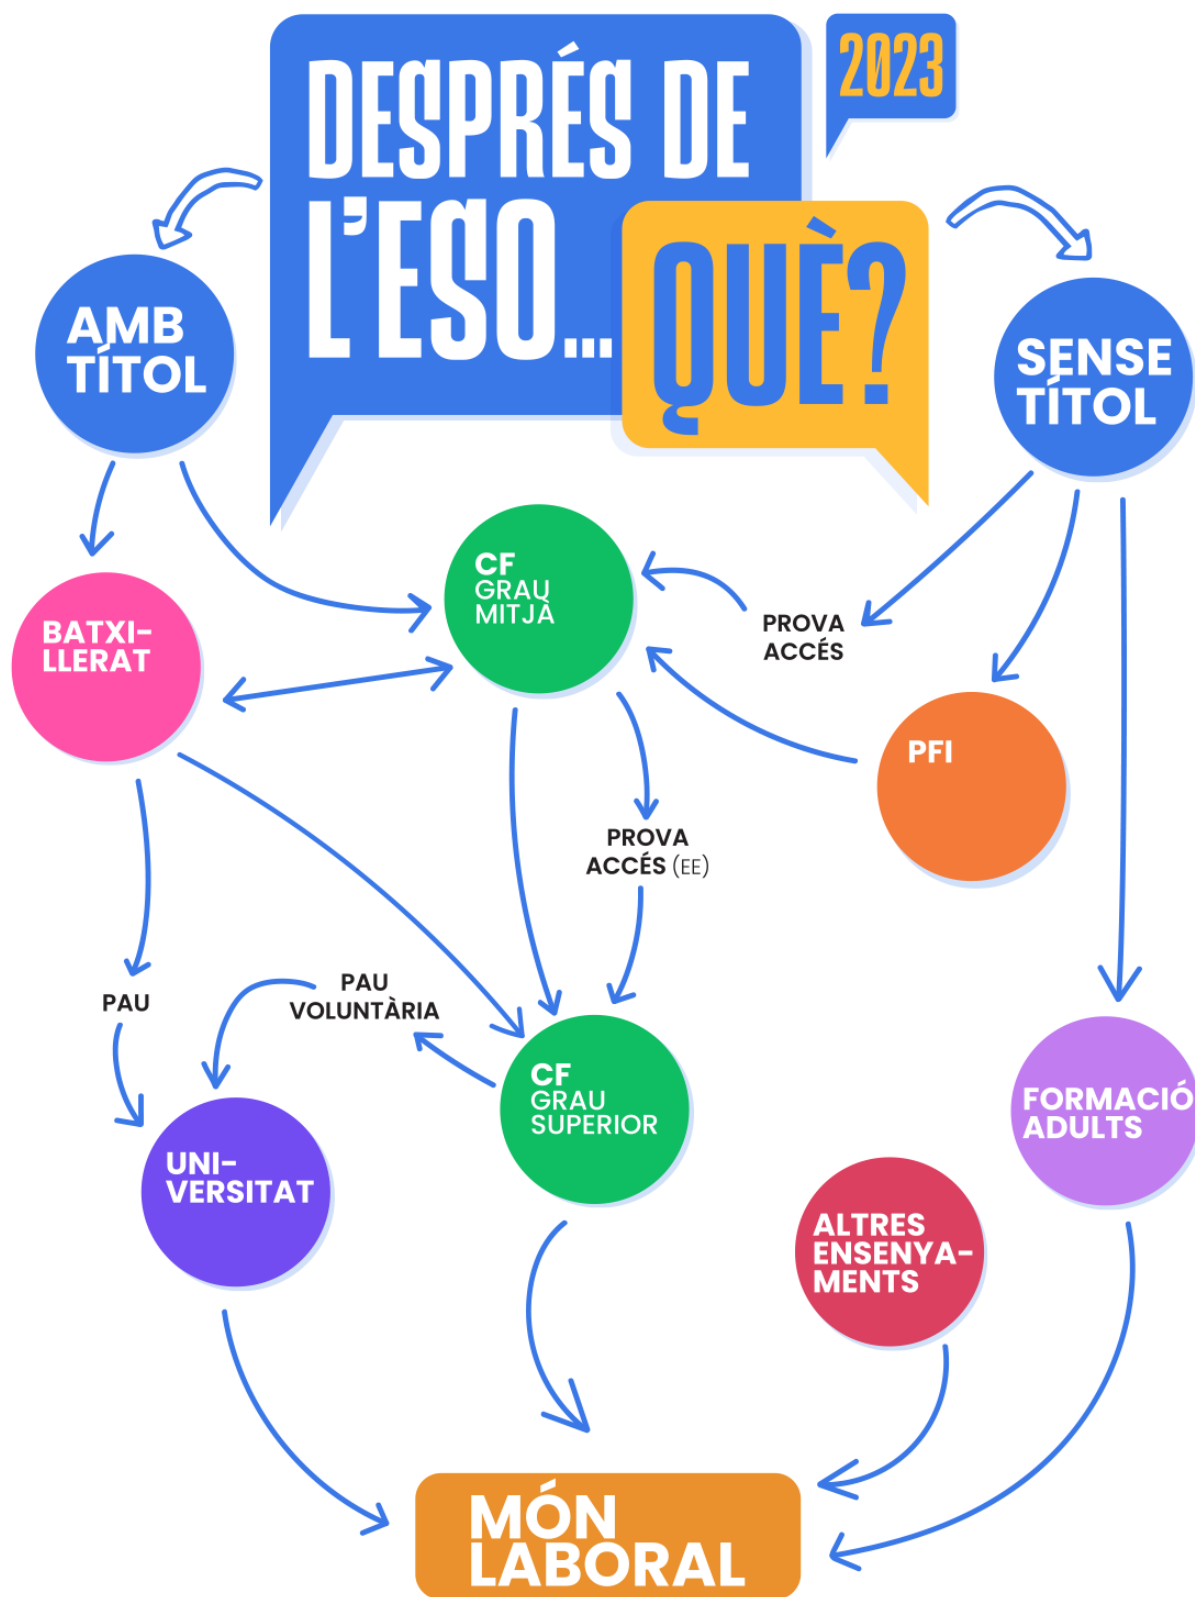 DESPRÉS DE
L'ESO...
QUÈ?
2023
AMB
TÍTOL
SENSE
TÍTOL
CF
GRAU
MITJÀ
PROVA
ACCÉS
BATXI-
LLERAT
PFI
PROVA
ACCÉS (EE)
PAU
PAU
VOLUNTÀRIA
CF
GRAU
SUPERIOR
FORMACIÓ
ADULTS
UNI-
VERSITAT
ALTRES
ENSENYA-
MENTS
MÓN
LABORAL